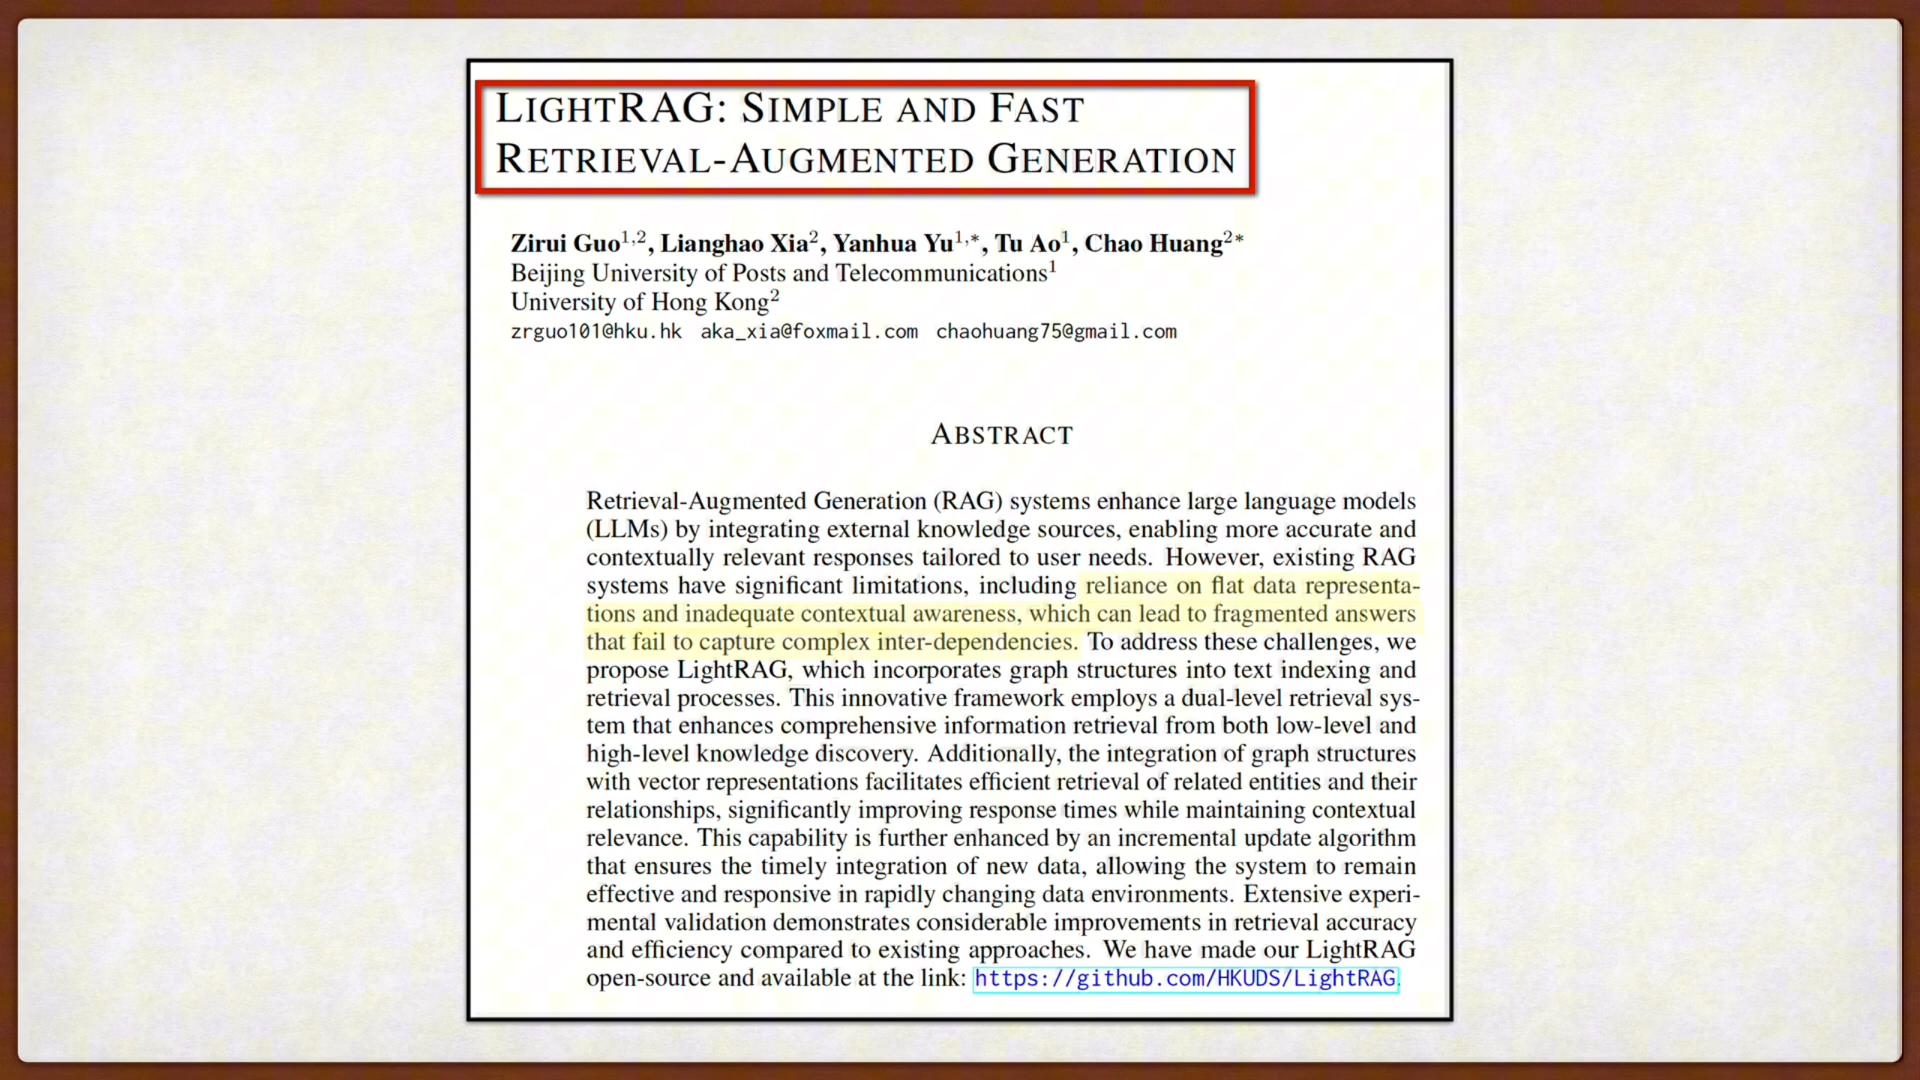 LIGHTRAG: SIMPLE AND FAST
RETRIEVAL-AUGMENTED GENERATION
Zirui Guo1,2, Lianghao Xia2, Yanhua Yu1,*, Tu Ao1, Chao Huang2*
Beijing University of Posts and Telecommunications1
University of Hong Kong2
zrguo101@hku.hk aka_xia@foxmail.com chaohuang75@gmail.com
ABSTRACT
Retrieval-Augmented Generation (RAG) systems enhance large language models
(LLMs) by integrating external knowledge sources, enabling more accurate and
contextually relevant responses tailored to user needs. However, existing RAG
systems have significant limitations, including reliance on flat data representa-
tions and inadequate contextual awareness, which can lead to fragmented answers
that fail to capture complex inter-dependencies. To address these challenges, we
propose LightRAG, which incorporates graph structures into text indexing and
retrieval processes. This innovative framework employs a dual-level retrieval sys-
tem that enhances comprehensive information retrieval from both low-level and
high-level knowledge discovery. Additionally, the integration of graph structures
with vector representations facilitates efficient retrieval of related entities and their
relationships, significantly improving response times while maintaining contextual
relevance. This capability is further enhanced by an incremental update algorithm
that ensures the timely integration of new data, allowing the system to remain
effective and responsive in rapidly changing data environments. Extensive experi-
mental validation demonstrates considerable improvements in retrieval accuracy
and efficiency compared to existing approaches. We have made our LightRAG
open-source and available at the link: https://github.com/HKUDS/LightRAG.